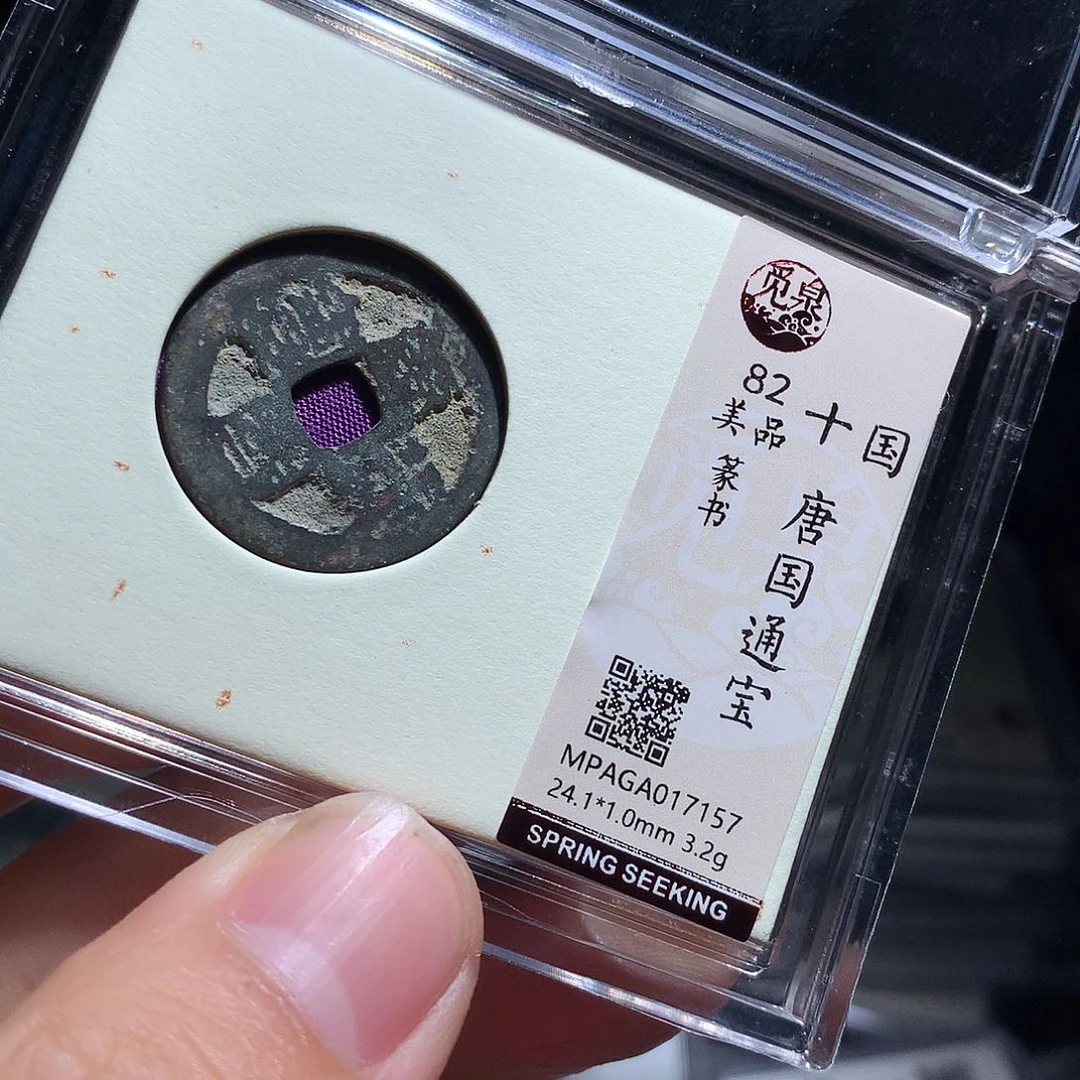 觅泉
82
美品
篆书
十国
唐国通宝
MPAGA017157
24.1*1.0mm 3.2g
SPRING SEEKING